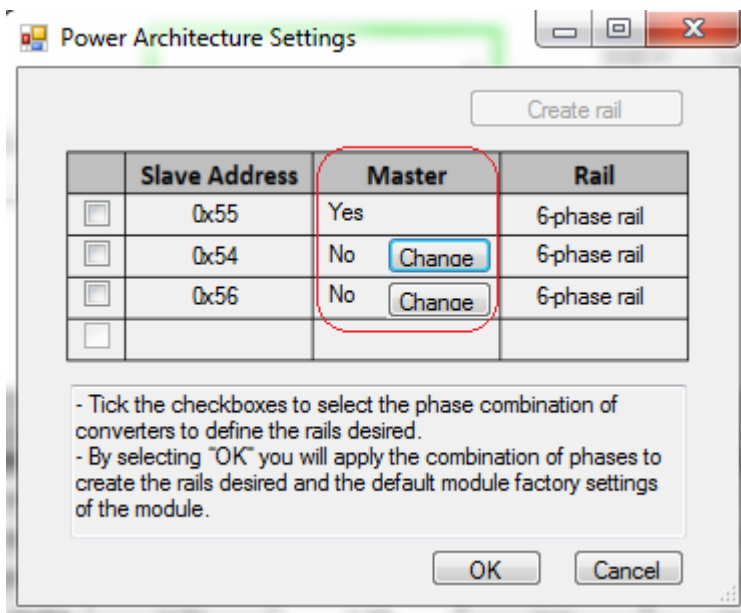 Power Architecture Settings
Create rail
Slave Address Master Rail
0x55 Yes 6-phase rail
0x54 No Change 6-phase rail
0x56 No Change 6-phase rail
- Tick the checkboxes to select the phase combination of
converters to define the rails desired.
- By selecting "OK" you will apply the combination of phases to
create the rails desired and the default module factory settings
of the module.
OK Cancel